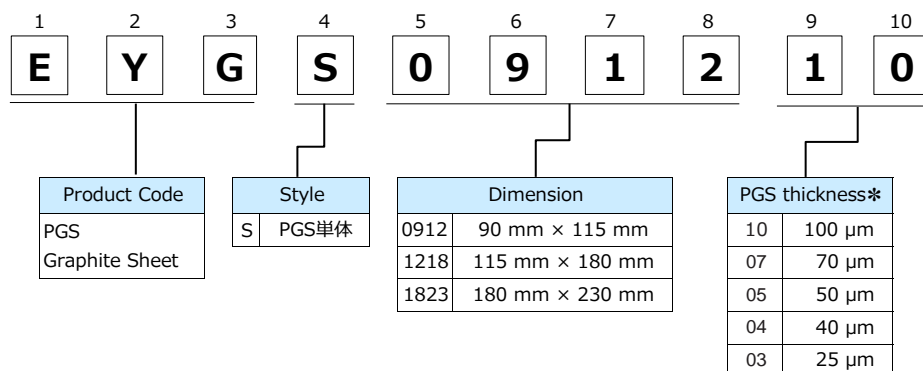 1 2 3 4 5 6 7 8 9 10
E Y G S 0 9 1 2 1 0
Product Code
PGS
Graphite Sheet
Style
S PGS単体
Dimension
0912 90 mm × 115 mm
1218 115 mm × 180 mm
1823 180 mm × 230 mm
PGS thickness✻
10 100 μm
07 70 μm
05 50 μm
04 40 μm
03 25 μm